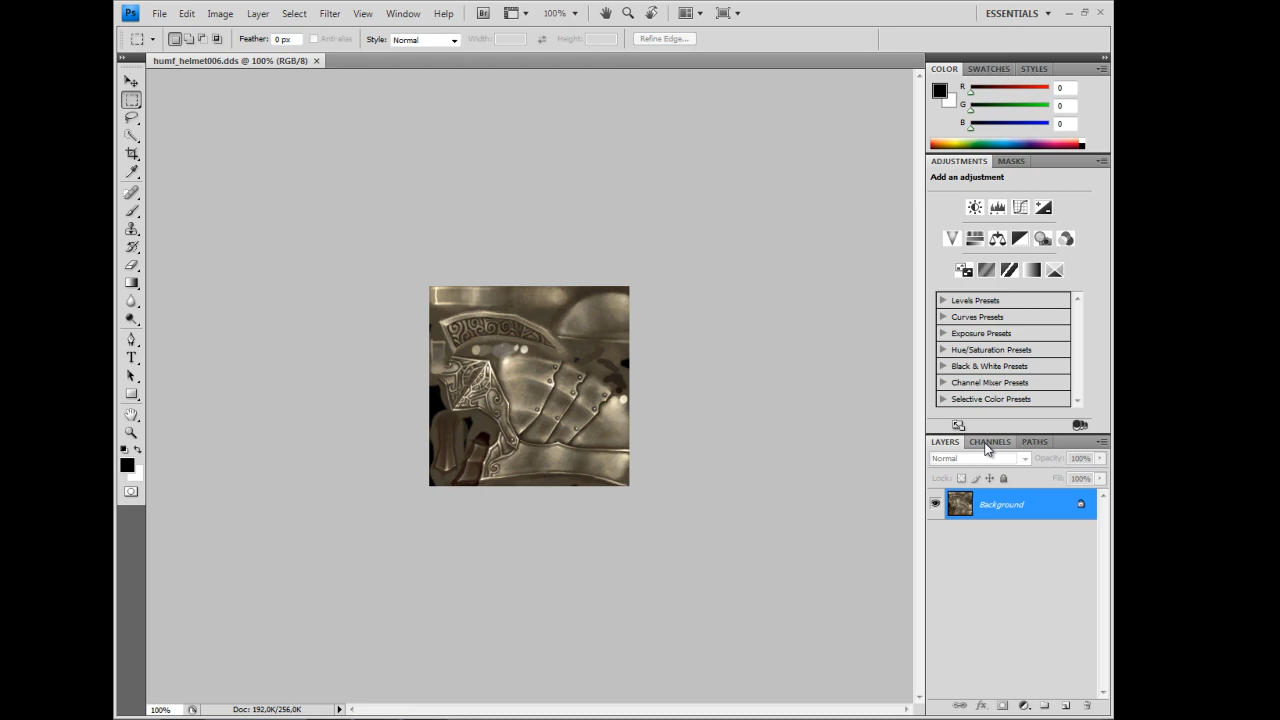 Ps File Edit Image Layer Select Filter View Window Help Br 100% ESSENTIALS
Feather: 0 px Anti-alias Style: Normal Width: Height: Refine Edge...
humf_helmet006.dds @ 100% (RGB/8) ×
COLOR SWATCHES STYLES
R 0
G 0
B 0
ADJUSTMENTS MASKS
Add an adjustment
Levels Presets
Curves Presets
Exposure Presets
Hue/Saturation Presets
Black & White Presets
Channel Mixer Presets
Selective Color Presets
LAYERS CHANNELS PATHS
Normal Opacity: 100%
Lock: Fill: 100%
Background
100% Doc: 192,0K/256,0K